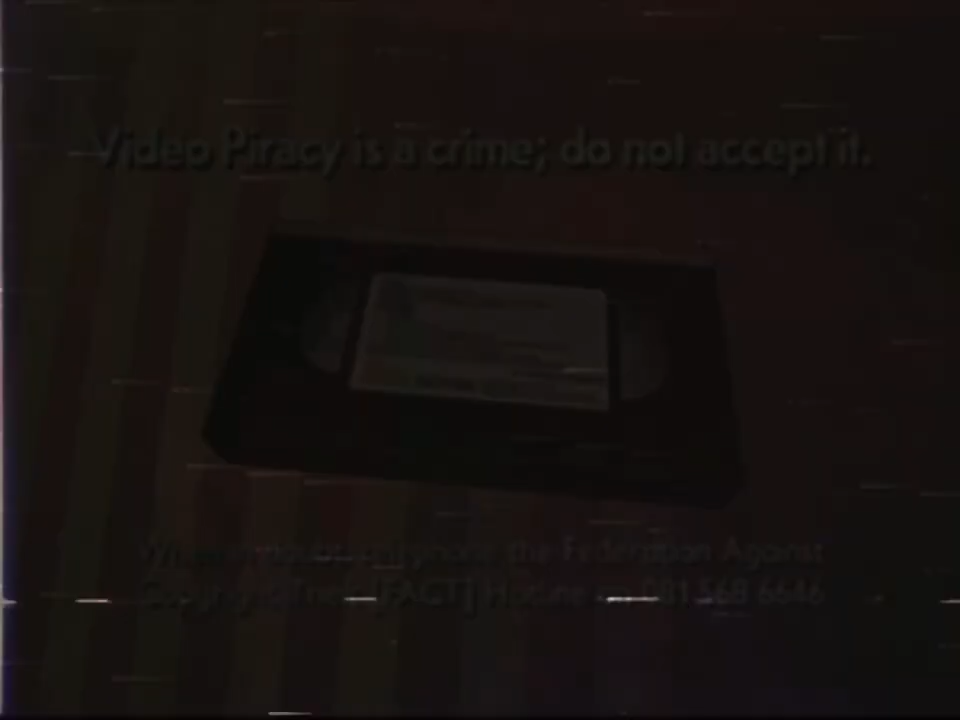 Video Piracy is a crime; do not accept it.
the Federation Against
Copyright Theft [FACT] Hotline on 081 568 6646